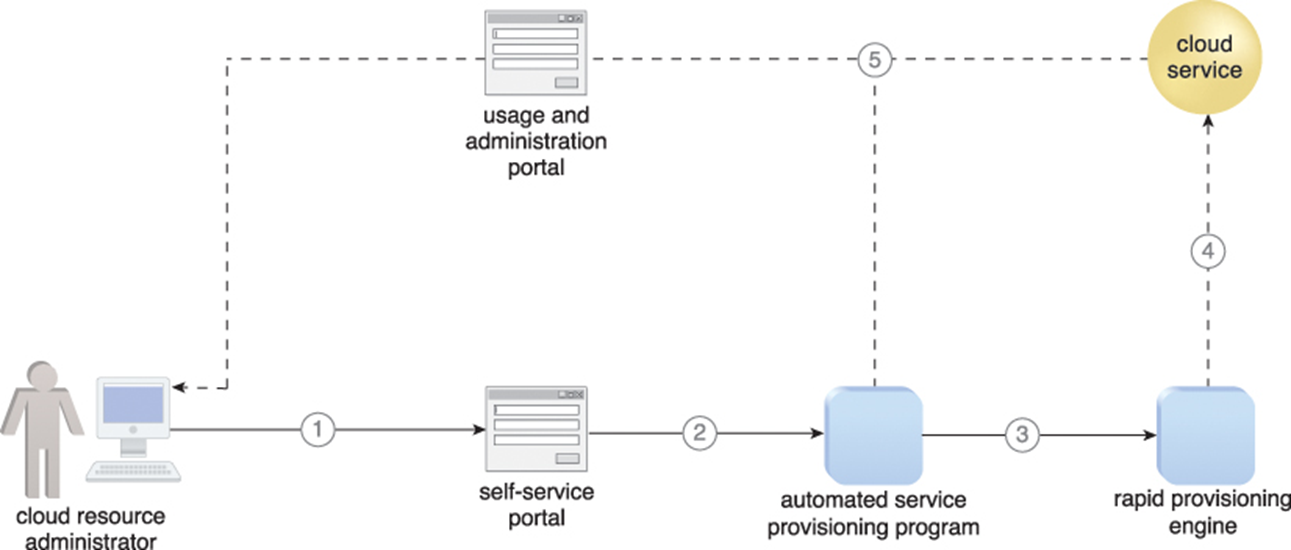 5
cloud
service
usage and
administration
portal
4
1
2
3
cloud resource
administrator
self-service
portal
automated service
provisioning program
rapid provisioning
engine